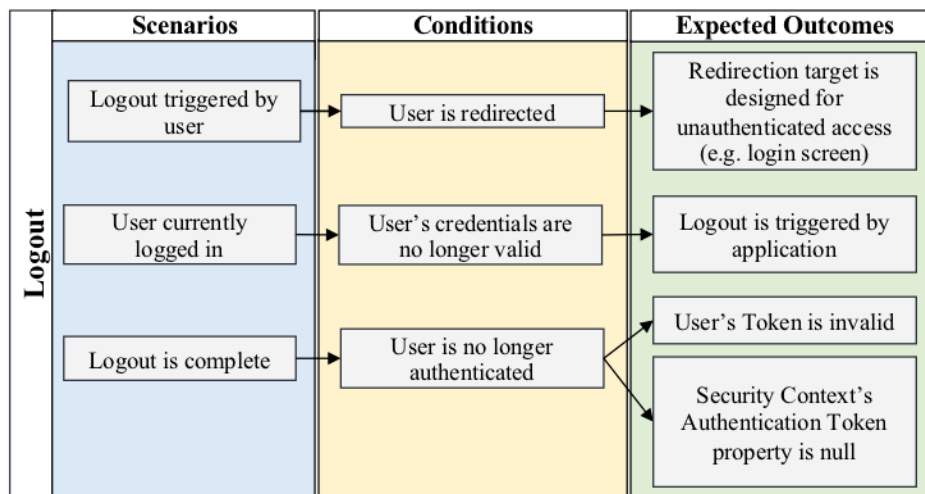 Scenarios
Conditions
Expected Outcomes
Logout
Logout triggered by
user
User is redirected
Redirection target is
designed for
unauthenticated access
(e.g. login screen)
User currently
logged in
User's credentials are
no longer valid
Logout is triggered by
application
Logout is complete
User is no longer
authenticated
User's Token is invalid
Security Context's
Authentication Token
property is null